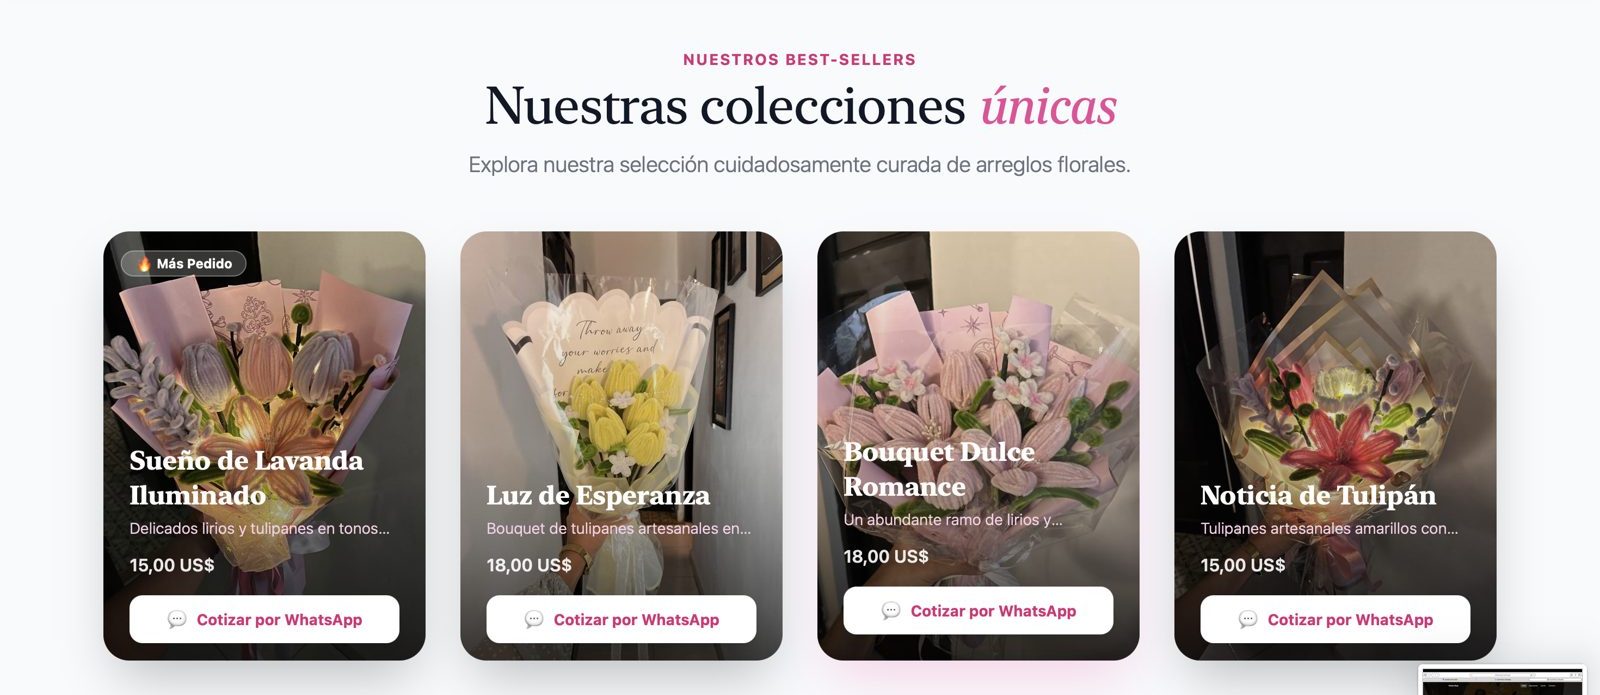 NUESTROS BEST-SELLERS
Nuestras colecciones únicas
Explora nuestra selección cuidadosamente curada de arreglos florales.
🔥 Más Pedido
Sueño de Lavanda
Iluminado
Delicados lirios y tulipanes en tonos...
15,00 US$
💬 Cotizar por WhatsApp
Throw away
your worries and
make
for
Luz de Esperanza
Bouquet de tulipanes artesanales en...
18,00 US$
💬 Cotizar por WhatsApp
Bouquet Dulce
Romance
Un abundante ramo de lirios y...
18,00 US$
💬 Cotizar por WhatsApp
Noticia de Tulipán
Tulipanes artesanales amarillos con...
15,00 US$
💬 Cotizar por WhatsApp